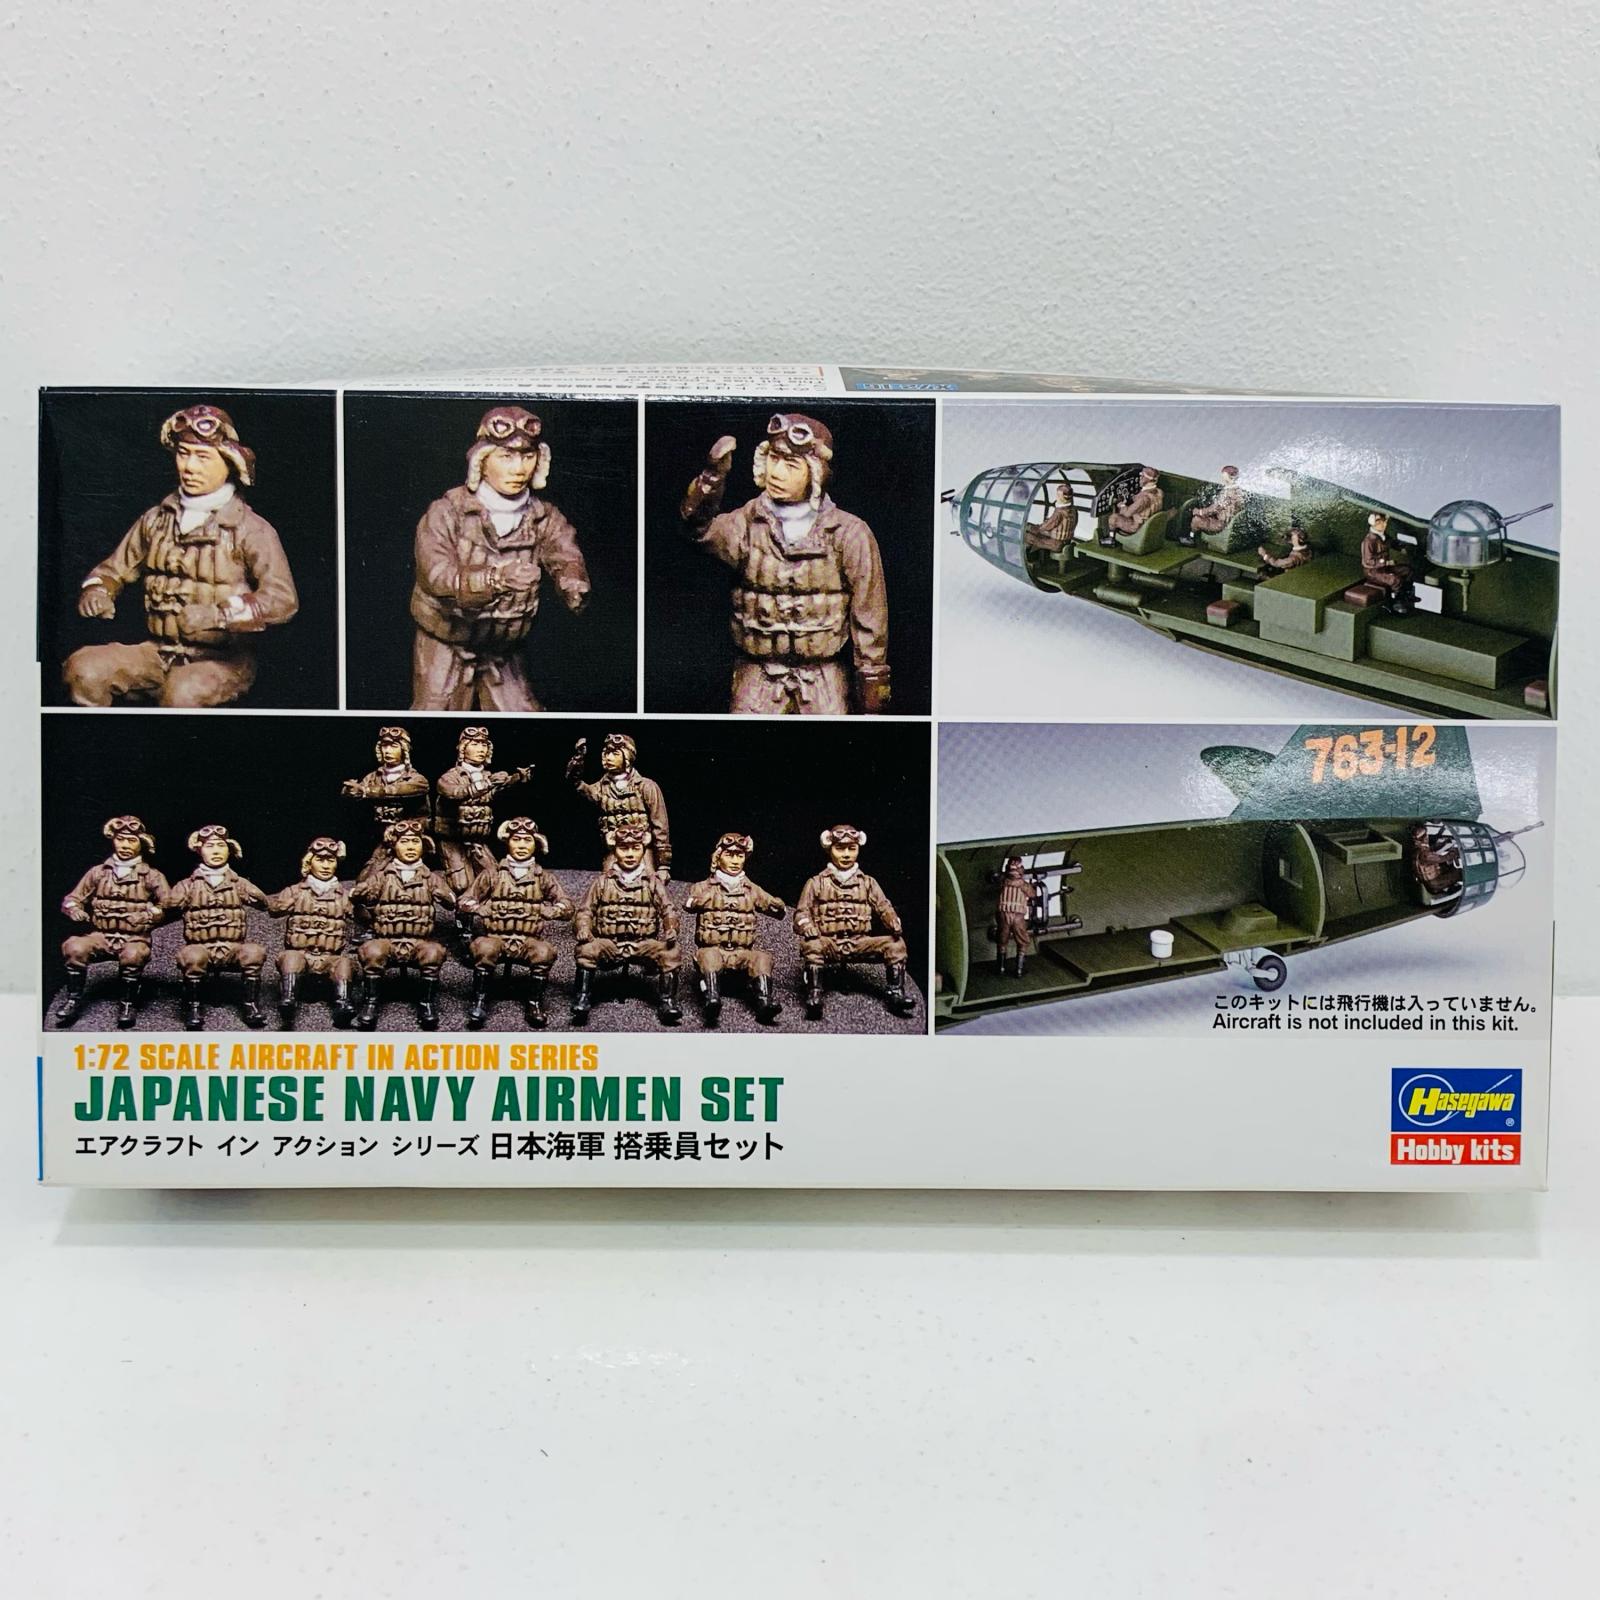 763-12
このキットには飛行機は入っていません。
Aircraft is not included in this kit.
1:72 SCALE AIRCRAFT IN ACTION SERIES
JAPANESE NAVY AIRMEN SET
エアクラフト イン アクション シリーズ 日本海軍 搭乗員セット
Hasegawa ®
Hobby kits